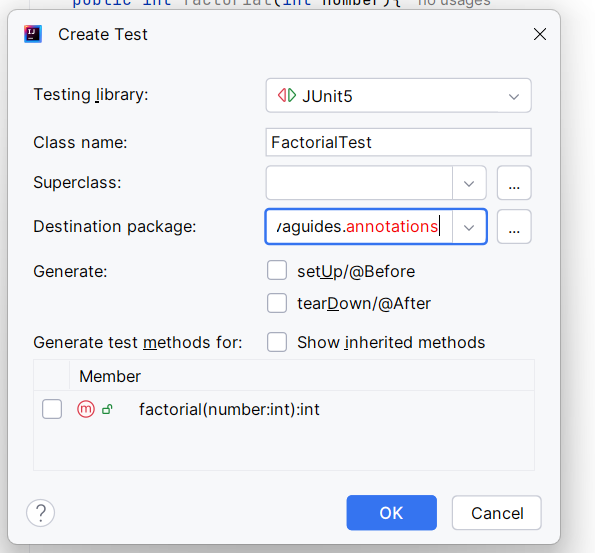 public int factorial(int number){ no usages
Create Test
Testing library:
JUnit5
Class name:
FactorialTest
Superclass:
...
Destination package:
vaguides.annotations
...
Generate:
setUp/@Before
tearDown/@After
Generate test methods for:
Show inherited methods
Member
m factorial(number:int):int
?
OK
Cancel